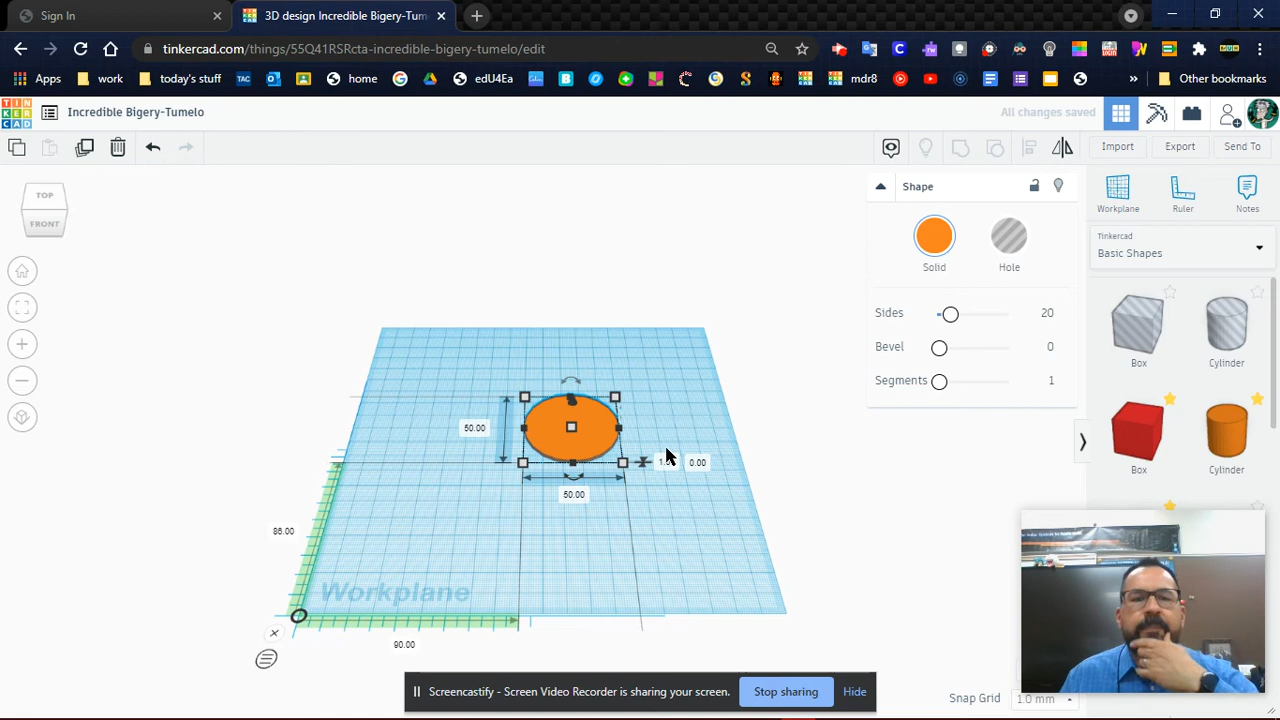 Sign In
3D design Incredible Bigery-Tume
tinkercad.com/things/55Q41RSRcta-incredible-bigery-tumelo/edit
Apps
work
today's stuff
TAC
home
edU4Ea
mdr8
Other bookmarks
TIN
KER
CAD
Incredible Bigery-Tumelo
All changes saved
Import
Export
Send To
TOP
FRONT
Shape
Solid
Hole
Sides 20
Bevel 0
Segments 1
Workplane
Ruler
Notes
Tinkercad
Basic Shapes
Box
Cylinder
Box
Cylinder
50.00
0.00
50.00
86.00
Workplane
90.00
Screencastify - Screen Video Recorder is sharing your screen.
Stop sharing
Hide
Snap Grid 1.0 mm